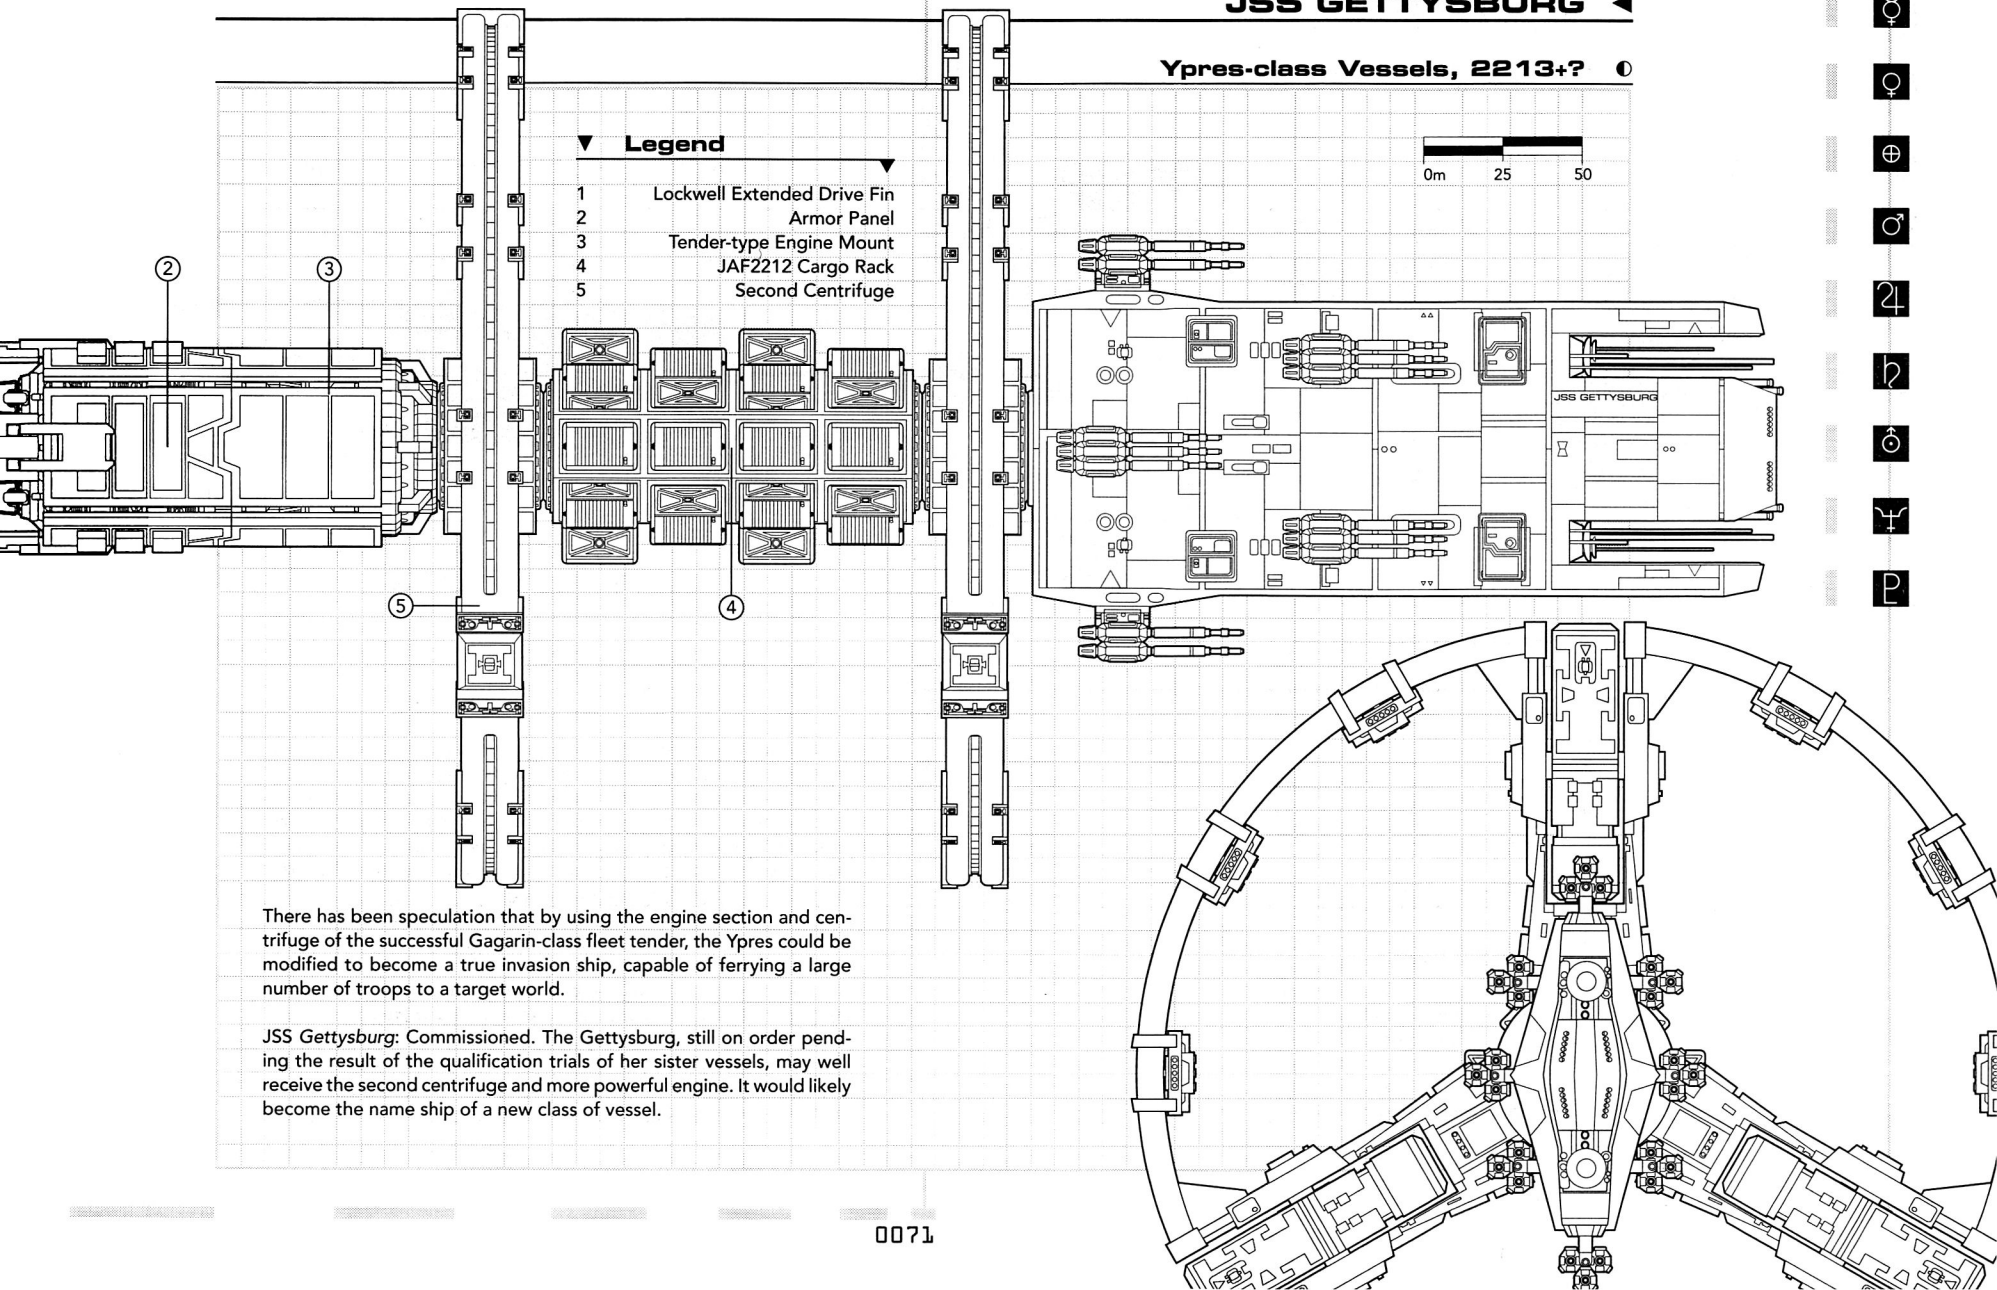 JSS GETTYSBURG
Ypres-class Vessels, 2213+?
Legend
1 Lockwell Extended Drive Fin
2 Armor Panel
3 Tender-type Engine Mount
4 JAF2212 Cargo Rack
5 Second Centrifuge
0m 25 50
2
3
JSS GETTYSBURG
5
4
There has been speculation that by using the engine section and cen-
trifuge of the successful Gagarin-class fleet tender, the Ypres could be
modified to become a true invasion ship, capable of ferrying a large
number of troops to a target world.
JSS Gettysburg: Commissioned. The Gettysburg, still on order pend-
ing the result of the qualification trials of her sister vessels, may well
receive the second centrifuge and more powerful engine. It would likely
become the name ship of a new class of vessel.
0071